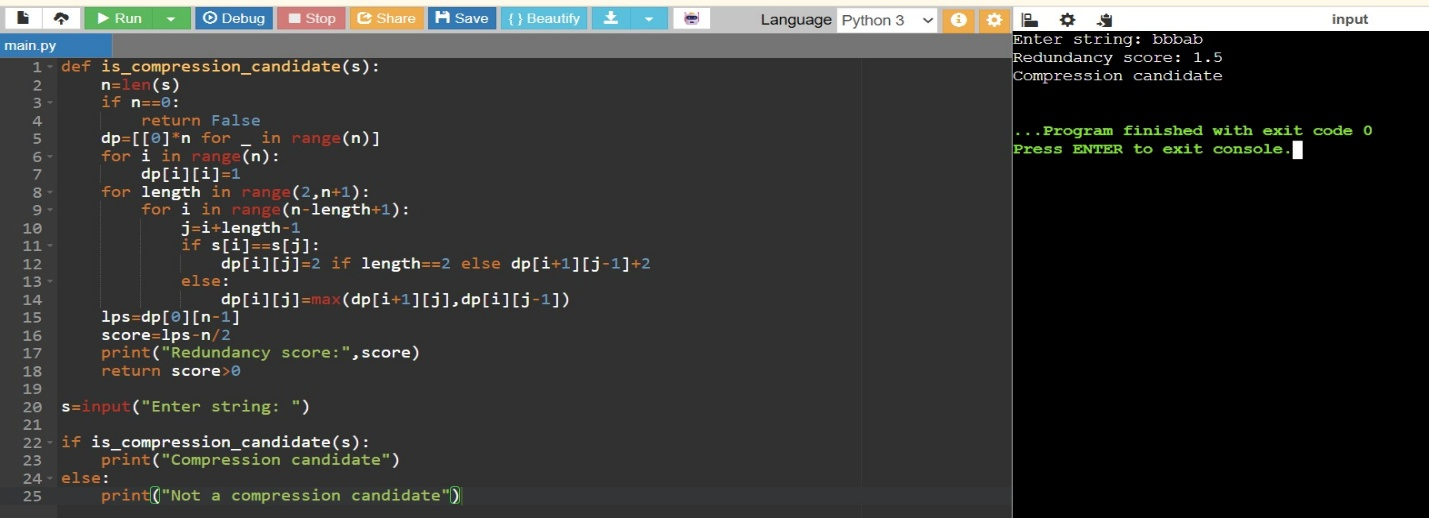 Run Debug Stop Share Save { } Beautify Language Python 3 input
main.py
1 def is_compression_candidate(s):
2 n=len(s)
3 if n==0:
4 return False
5 dp=[[0]*n for _ in range(n)]
6 for i in range(n):
7 dp[i][i]=1
8 for length in range(2,n+1):
9 for i in range(n-length+1):
10 j=i+length-1
11 if s[i]==s[j]:
12 dp[i][j]=2 if length==2 else dp[i+1][j-1]+2
13 else:
14 dp[i][j]=max(dp[i+1][j],dp[i][j-1])
15 lps=dp[0][n-1]
16 score=lps-n/2
17 print("Redundancy score:",score)
18 return score>0
19
20 s=input("Enter string: ")
21
22 if is_compression_candidate(s):
23 print("Compression candidate")
24 else:
25 print("Not a compression candidate")
Enter string: bbbab
Redundancy score: 1.5
Compression candidate
...Program finished with exit code 0
Press ENTER to exit console.